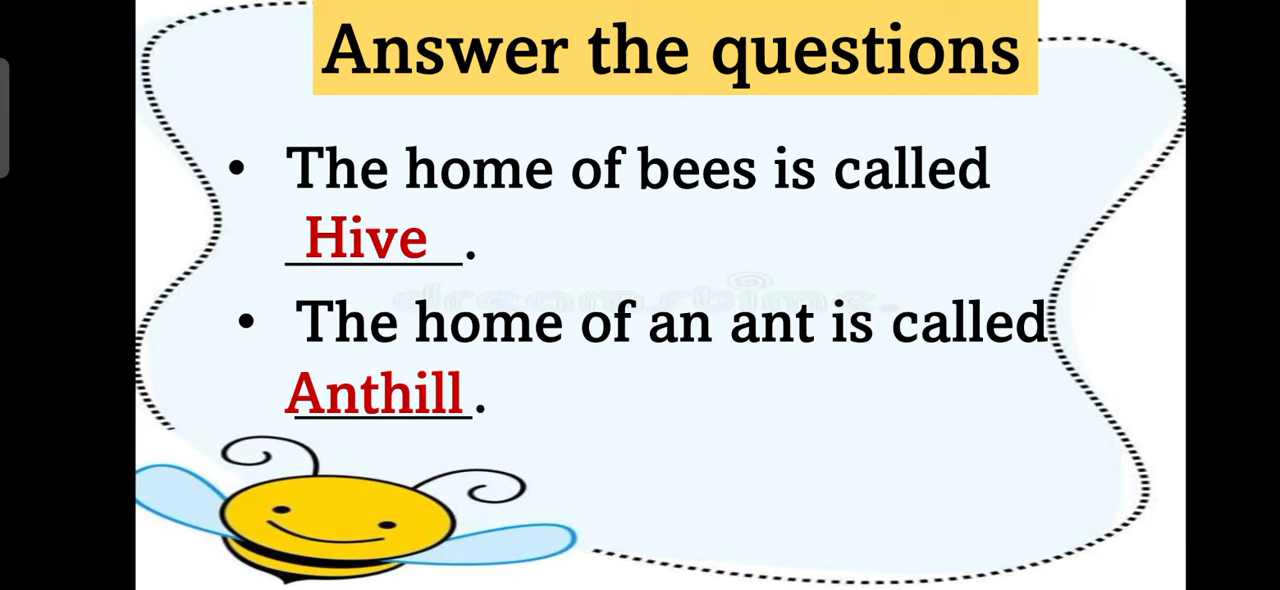 Answer the questions
• The home of bees is called
Hive.
• The home of an ant is called
Anthill.